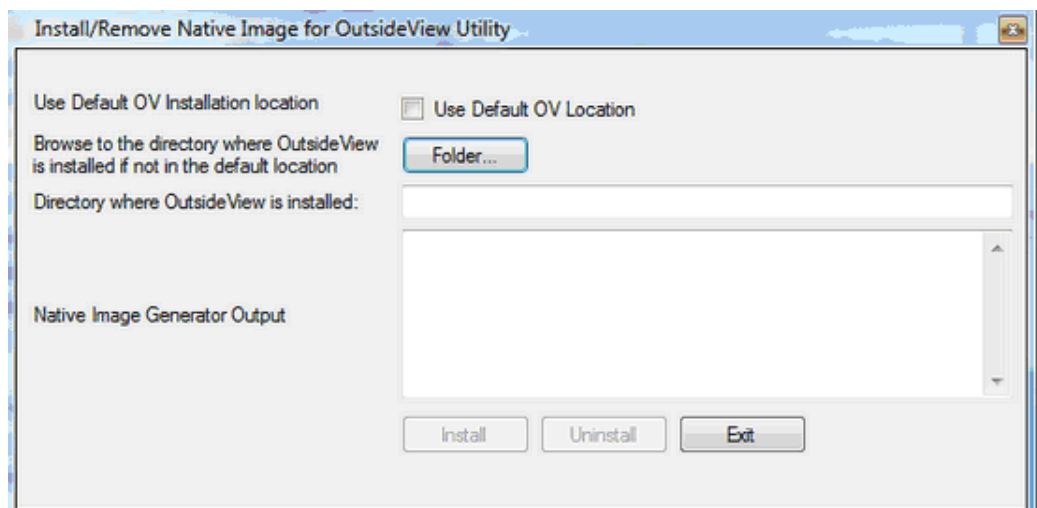 Install/Remove Native Image for OutsideView Utility
Use Default OV Installation location
Use Default OV Location
Browse to the directory where OutsideView
is installed if not in the default location
Folder...
Directory where OutsideView is installed:
Native Image Generator Output
Install
Uninstall
Exit